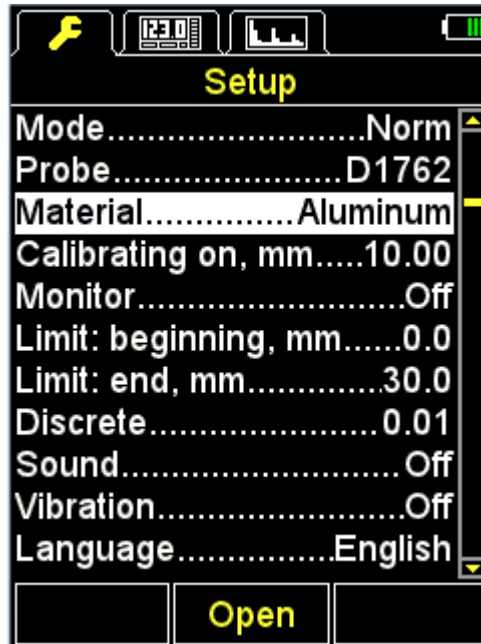 123.0
Setup
Mode..........................Norm
Probe.....................D1762
Material...............Aluminum
Calibrating on, mm.....10.00
Monitor.........................Off
Limit: beginning, mm......0.0
Limit: end, mm.............30.0
Discrete......................0.01
Sound..........................Off
Vibration.......................Off
Language...............English
Open